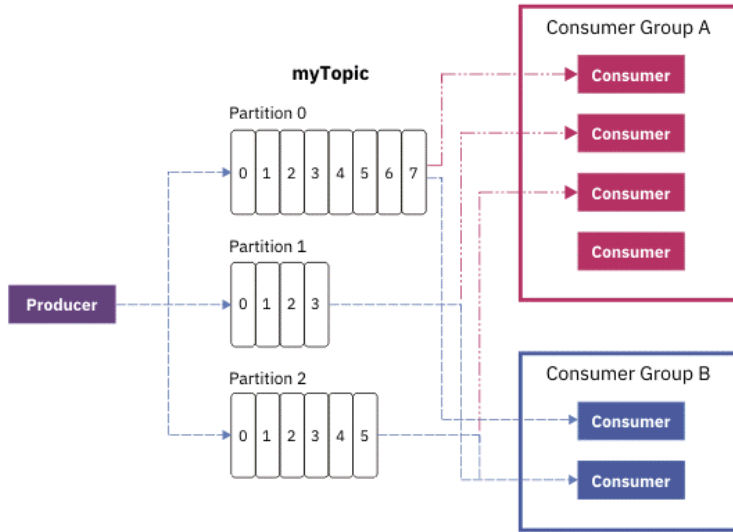 Consumer Group A
Consumer
myTopic
Partition 0
Consumer
0 1 2 3 4 5 6 7
Consumer
Partition 1
Consumer
0 1 2 3
Producer
Partition 2
Consumer Group B
0 1 2 3 4 5
Consumer
Consumer